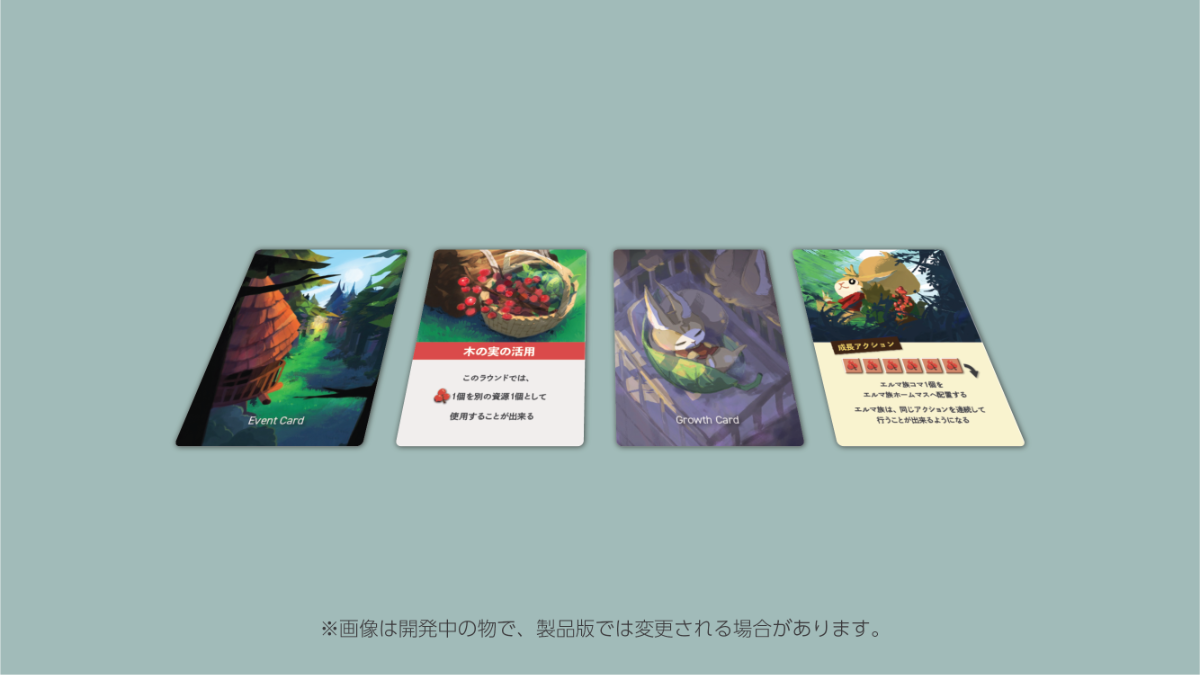 Event Card
木の実の活用
このラウンドでは、
1個を別の資源1個として
使用することが出来る
Growth Card
成長アクション
エルマ族コマ1個を
エルマ族ホームマスへ配置する
エルマ族は、同じアクションを連続して
行うことが出来るようになる
※画像は開発中の物で、製品版では変更される場合があります。